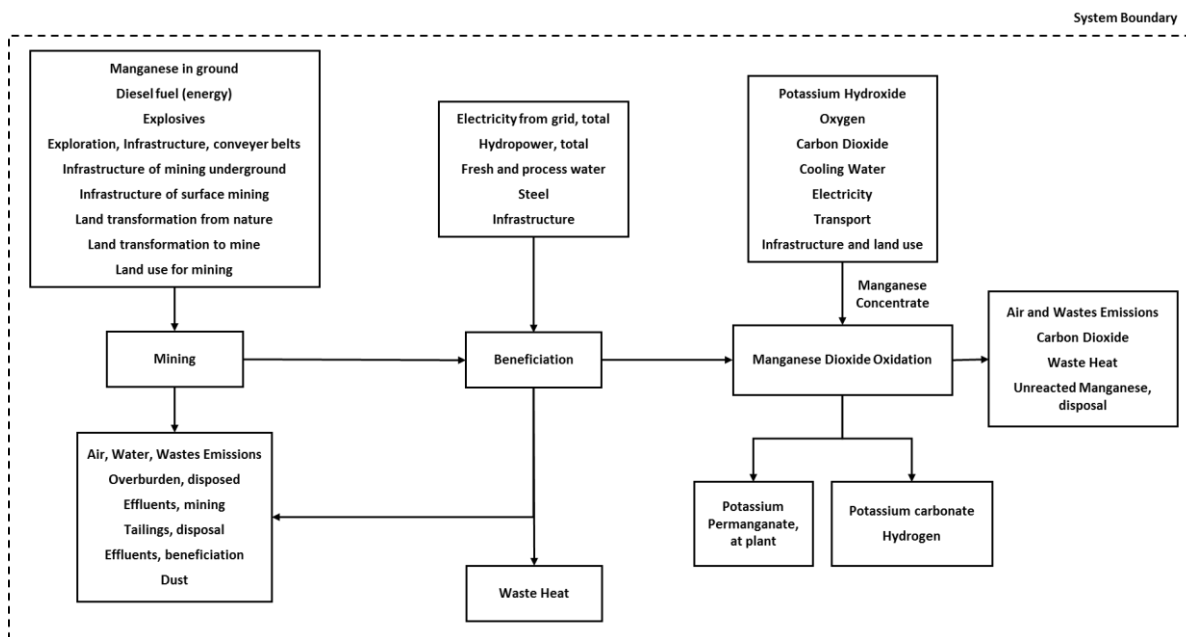 System Boundary
Manganese in ground
Diesel fuel (energy)
Explosives
Exploration, Infrastructure, conveyer belts
Infrastructure of mining underground
Infrastructure of surface mining
Land transformation from nature
Land transformation to mine
Land use for mining
Electricity from grid, total
Hydropower, total
Fresh and process water
Steel
Infrastructure
Potassium Hydroxide
Oxygen
Carbon Dioxide
Cooling Water
Electricity
Transport
Infrastructure and land use
Manganese
Concentrate
Mining
Beneficiation
Manganese Dioxide Oxidation
Air and Wastes Emissions
Carbon Dioxide
Waste Heat
Unreacted Manganese,
disposal
Air, Water, Wastes Emissions
Overburden, disposed
Effluents, mining
Tailings, disposal
Effluents, beneficiation
Dust
Waste Heat
Potassium
Permanganate,
at plant
Potassium carbonate
Hydrogen